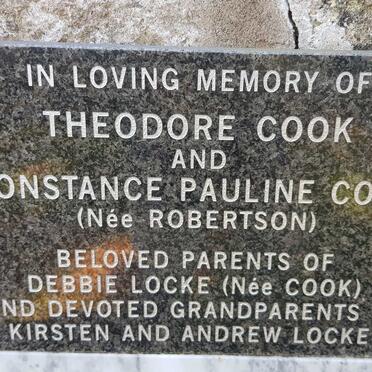 IN LOVING MEMORY OF
THEODORE COOK
AND
ONSTANCE PAULINE CO
(Née ROBERTSON)
BELOVED PARENTS OF
DEBBIE LOCKE (Née COOK)
ND DEVOTED GRANDPARENTS
KIRSTEN AND ANDREW LOCKE